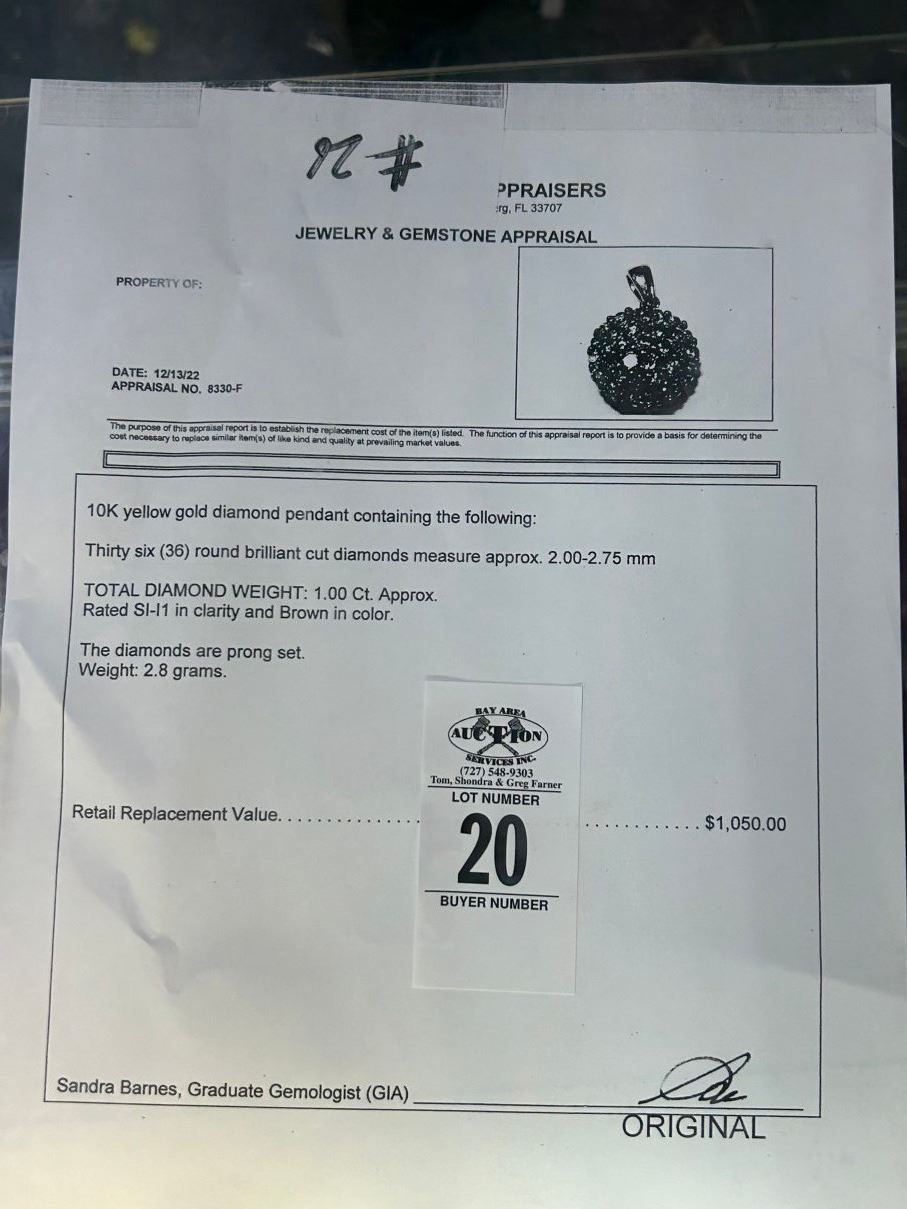 PPRAISERS
rg, FL 33707
JEWELRY & GEMSTONE APPRAISAL
PROPERTY OF:
DATE: 12/13/22
APPRAISAL NO. 8330-F
The purpose of this appraisal report is to establish the replacement cost of the item(s) listed. The function of this appraisal report is to provide a basis for determining the
cost necessary to replace similar item(s) of like kind and quality at prevailing market values.
10K yellow gold diamond pendant containing the following:
Thirty six (36) round brilliant cut diamonds measure approx. 2.00-2.75 mm
TOTAL DIAMOND WEIGHT: 1.00 Ct. Approx.
Rated SI-I1 in clarity and Brown in color.
The diamonds are prong set.
Weight: 2.8 grams.
BAY AREA
AUCTION
SERVICES INC.
(727) 548-9303
Tom, Shondra & Greg Farner
LOT NUMBER
20
BUYER NUMBER
Retail Replacement Value. . . . . . . . . . . . . . . . . . . . . . . . . . $1,050.00
Sandra Barnes, Graduate Gemologist (GIA)
ORIGINAL